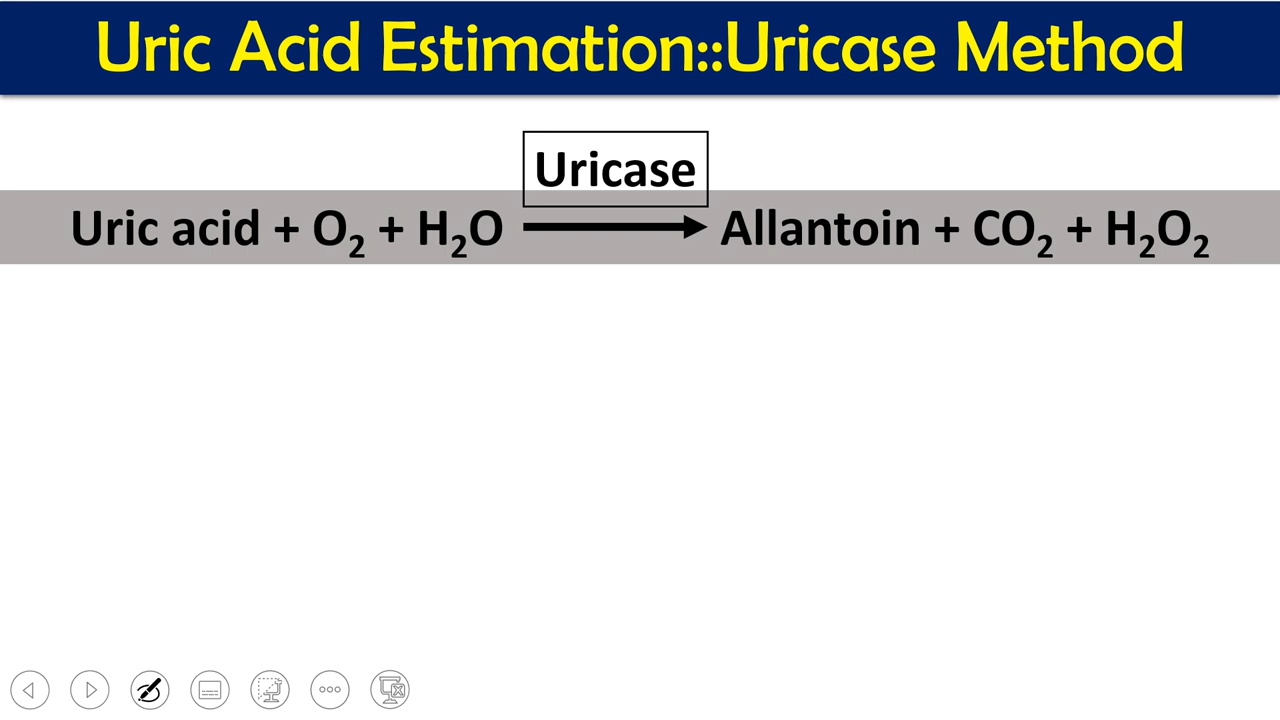 Uric Acid Estimation::Uricase Method
Uricase
Uric acid + O₂ + H₂O → Allantoin + CO₂ + H₂O₂